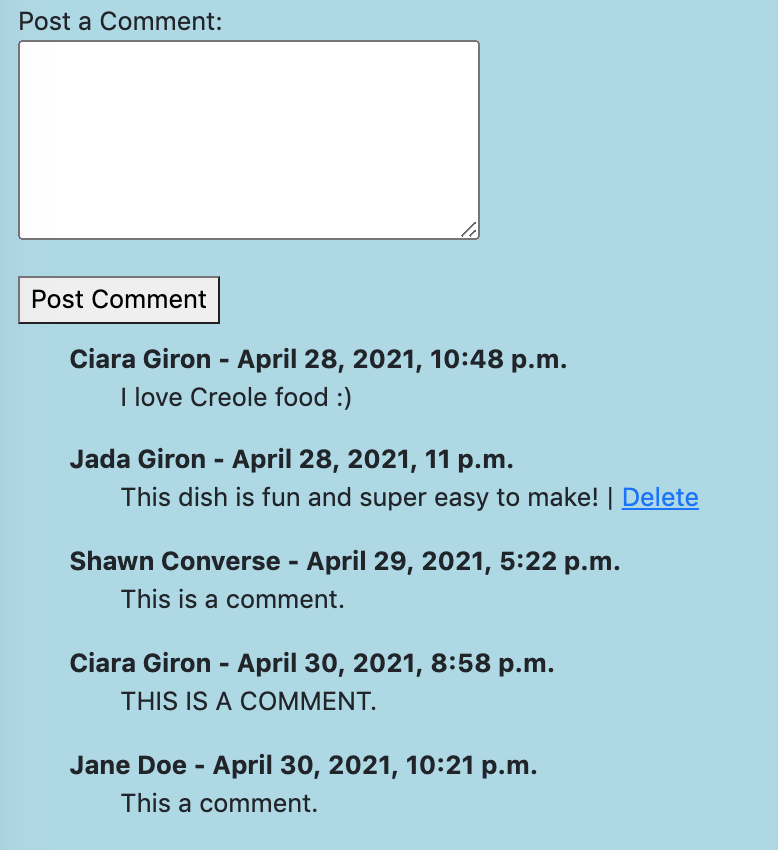 Post a Comment:
Post Comment
Ciara Giron - April 28, 2021, 10:48 p.m.
I love Creole food :)
Jada Giron - April 28, 2021, 11 p.m.
This dish is fun and super easy to make! | Delete
Shawn Converse - April 29, 2021, 5:22 p.m.
This is a comment.
Ciara Giron - April 30, 2021, 8:58 p.m.
THIS IS A COMMENT.
Jane Doe - April 30, 2021, 10:21 p.m.
This a comment.